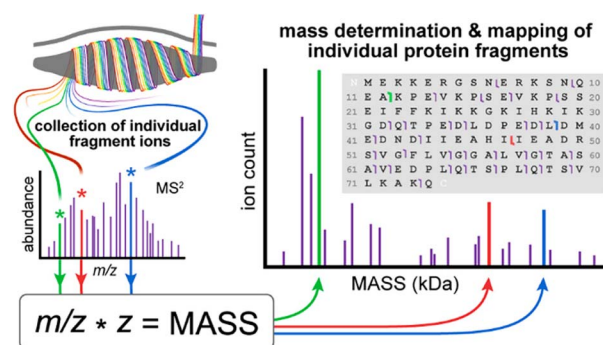 mass determination & mapping of
individual protein fragments
collection of individual
fragment ions
MS²
abundance
m/z
m/z * z = MASS
ion count
MASS (kDa)
N M E K K E R G S N E R K S N Q 10
11 E A K P E V K P S E V K P S S 20
21 E I F F K I K K G K I H K I K 30
31 G D Q T P E D L D P E D L D M 40
41 D N D I I E A H I I E A D R 50
51 S V G F L V G G A L V G T A S 60
61 A V E D P L Q T S P L Q T S V 70
71 L K A K Q C